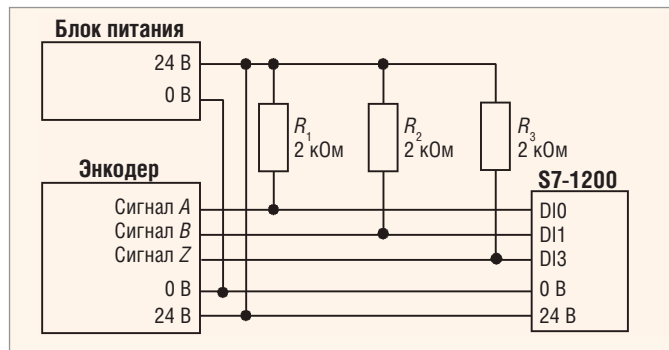 Блок питания
24 В
0 В
R1
2 кОм
R2
2 кОм
R3
2 кОм
Энкодер
S7-1200
Сигнал A
DI0
Сигнал B
DI1
Сигнал Z
DI3
0 В
0 В
24 В
24 В